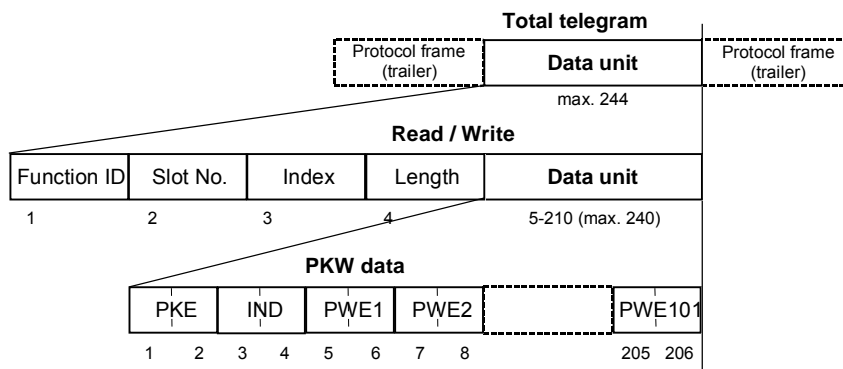 Total telegram
Protocol frame
(trailer)
Data unit
Protocol frame
(trailer)
max. 244
Read / Write
Function ID Slot No. Index Length Data unit
1 2 3 4 5-210 (max. 240)
PKW data
PKE IND PWE1 PWE2 PWE101
1 2 3 4 5 6 7 8 205 206